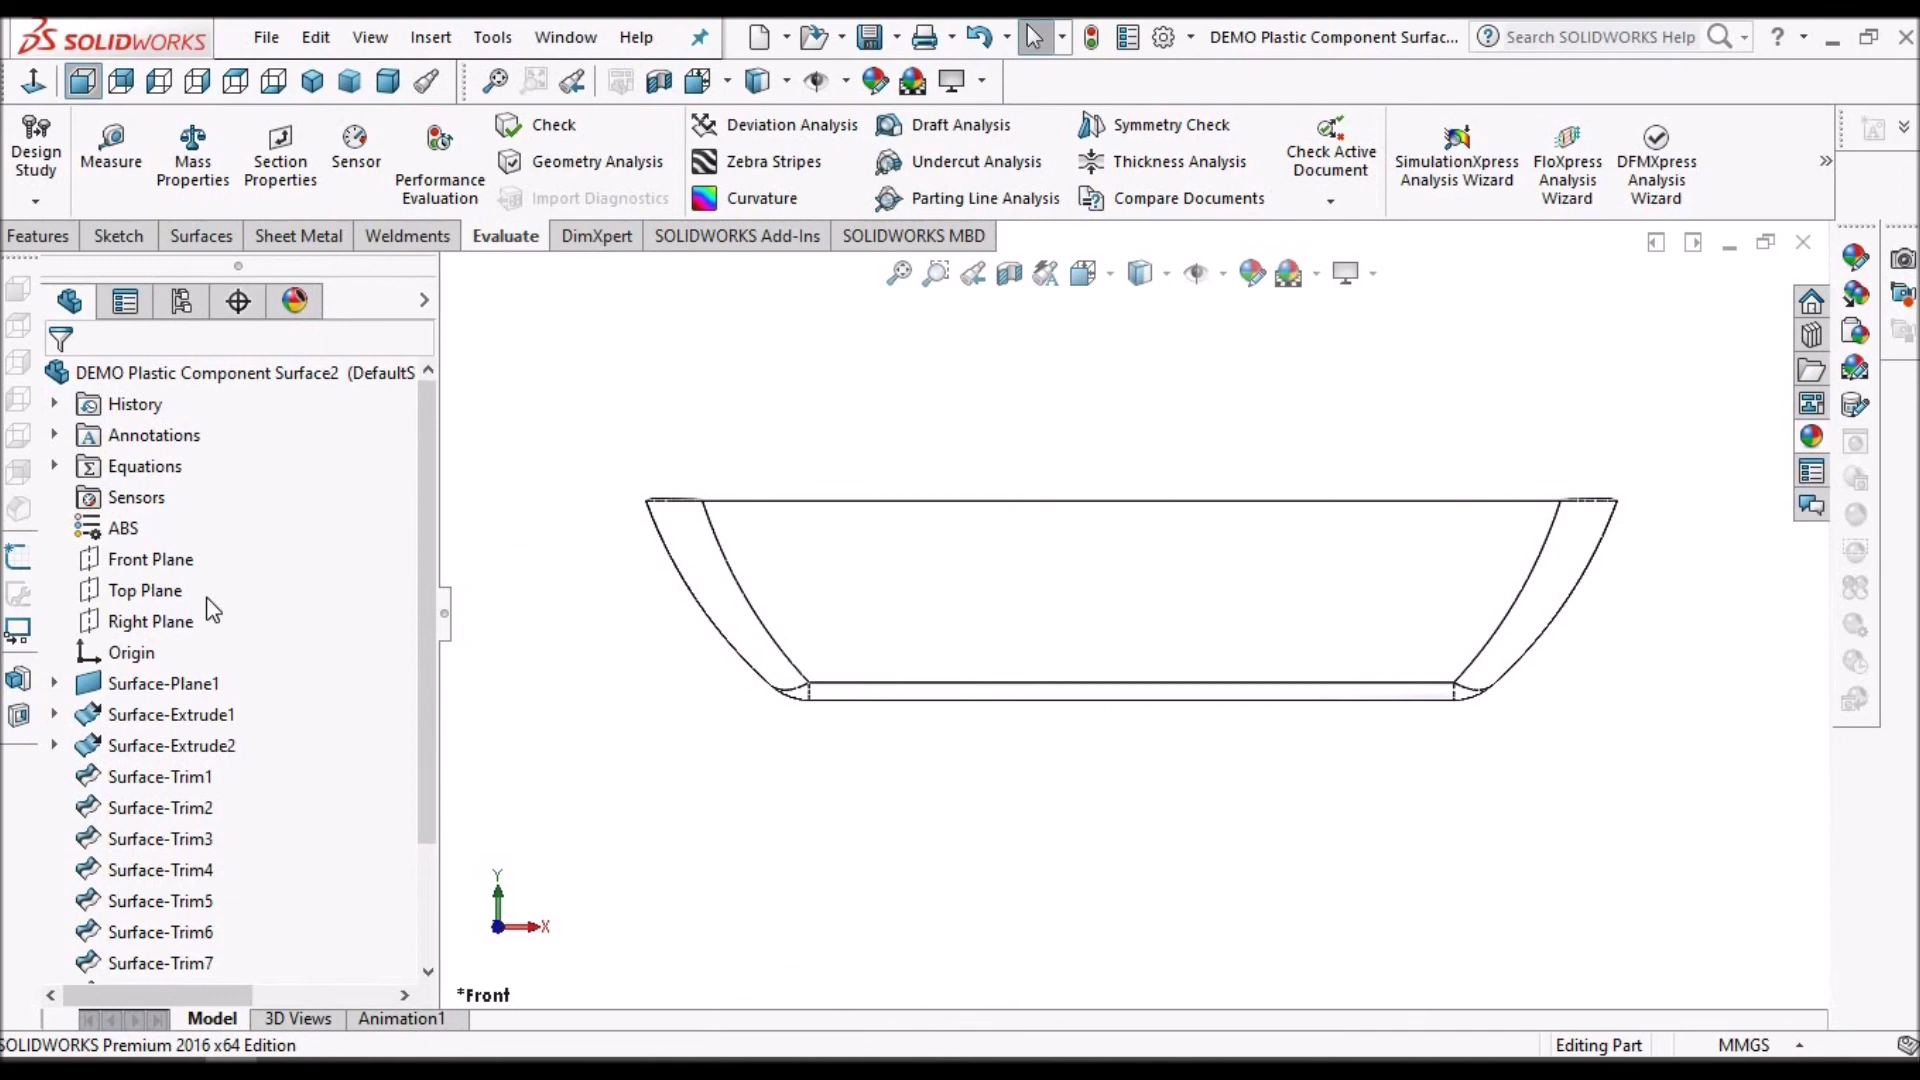 SOLIDWORKS File Edit View Insert Tools Window Help DEMO Plastic Component Surfac... Search SOLIDWORKS Help
Design Study
Measure
Mass Properties
Section Properties
Sensor
Performance Evaluation
Check
Geometry Analysis
Import Diagnostics
Deviation Analysis
Zebra Stripes
Curvature
Draft Analysis
Undercut Analysis
Parting Line Analysis
Symmetry Check
Thickness Analysis
Compare Documents
Check Active Document
SimulationXpress Analysis Wizard
FloXpress Analysis Wizard
DFMXpress Analysis Wizard
Features Sketch Surfaces Sheet Metal Weldments Evaluate DimXpert SOLIDWORKS Add-Ins SOLIDWORKS MBD
DEMO Plastic Component Surface2 (DefaultS
History
Annotations
Equations
Sensors
ABS
Front Plane
Top Plane
Right Plane
Origin
Surface-Plane1
Surface-Extrude1
Surface-Extrude2
Surface-Trim1
Surface-Trim2
Surface-Trim3
Surface-Trim4
Surface-Trim5
Surface-Trim6
Surface-Trim7
Y
X
*Front
Model 3D Views Animation1
SOLIDWORKS Premium 2016 x64 Edition Editing Part MMGS